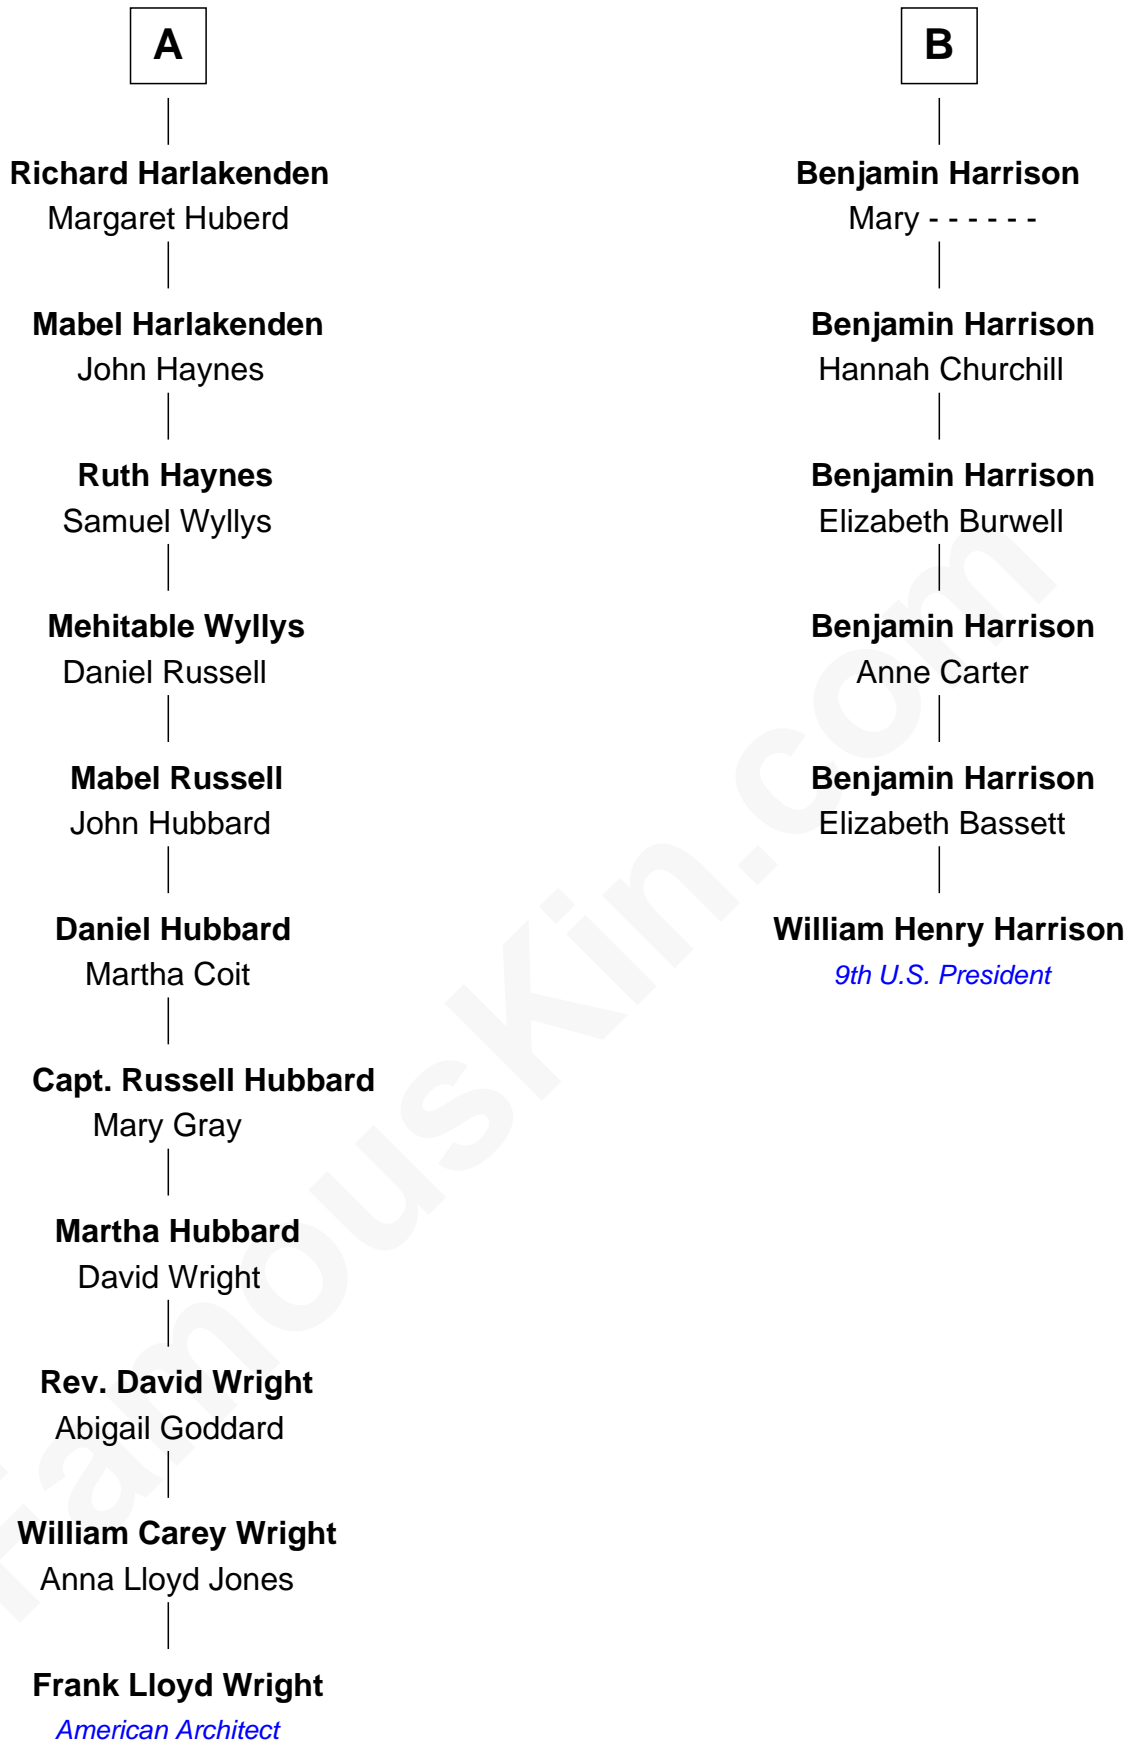 A
Richard Harlakenden
Margaret Huberd
Mabel Harlakenden
John Haynes
Ruth Haynes
Samuel Wyllys
Mehitable Wyllys
Daniel Russell
Mabel Russell
John Hubbard
Daniel Hubbard
Martha Coit
Capt. Russell Hubbard
Mary Gray
Martha Hubbard
David Wright
Rev. David Wright
Abigail Goddard
William Carey Wright
Anna Lloyd Jones
Frank Lloyd Wright
American Architect
B
Benjamin Harrison
Mary - - - - - -
Benjamin Harrison
Hannah Churchill
Benjamin Harrison
Elizabeth Burwell
Benjamin Harrison
Anne Carter
Benjamin Harrison
Elizabeth Bassett
William Henry Harrison
9th U.S. President
FamousKin.com